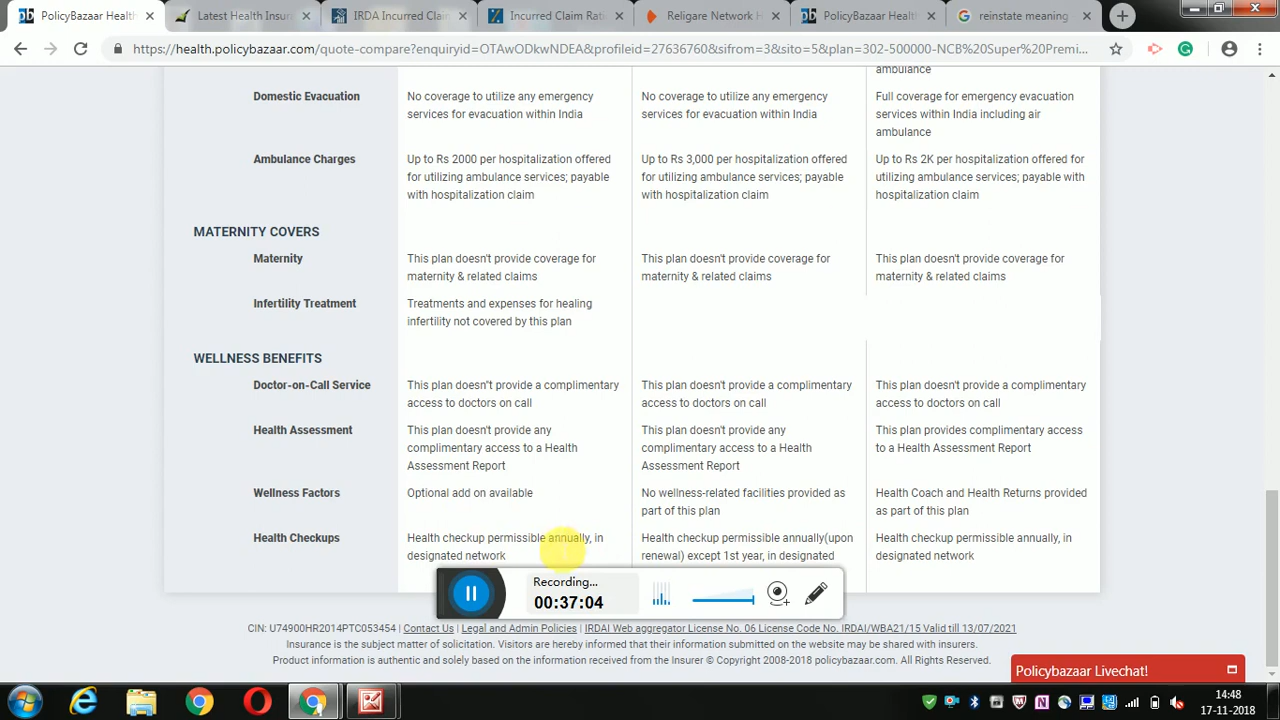 PolicyBazaar Health
Latest Health Insura
IRDA Incurred Clai
Incurred Claim Rati
Religare Network H
PolicyBazaar Health
reinstate meaning
https://health.policybazaar.com/quote-compare?enquiryid=OTAwODkwNDEA&profileid=27636760&sifrom=3&sito=5&plan=302-500000-NCB%20Super%20Premi...
ambulance
Domestic Evacuation
No coverage to utilize any emergency
services for evacuation within India
No coverage to utilize any emergency
services for evacuation within India
Full coverage for emergency evacuation
services within India including air
ambulance
Ambulance Charges
Up to Rs 2000 per hospitalization offered
for utilizing ambulance services; payable
with hospitalization claim
Up to Rs 3,000 per hospitalization offered
for utilizing ambulance services; payable
with hospitalization claim
Up to Rs 2K per hospitalization offered for
utilizing ambulance services; payable with
hospitalization claim
MATERNITY COVERS
Maternity
This plan doesn't provide coverage for
maternity & related claims
This plan doesn't provide coverage for
maternity & related claims
This plan doesn't provide coverage for
maternity & related claims
Infertility Treatment
Treatments and expenses for healing
infertility not covered by this plan
WELLNESS BENEFITS
Doctor-on-Call Service
This plan doesn"t provide a complimentary
access to doctors on call
This plan doesn't provide a complimentary
access to doctors on call
This plan doesn't provide a complimentary
access to doctors on call
Health Assessment
This plan doesn't provide any
complimentary access to a Health
Assessment Report
This plan doesn't provide any
complimentary access to a Health
Assessment Report
This plan provides complimentary access
to a Health Assessment Report
Wellness Factors
Optional add on available
No wellness-related facilities provided as
part of this plan
Health Coach and Health Returns provided
as part of this plan
Health Checkups
Health checkup permissible annually, in
designated network
Health checkup permissible annually(upon
renewal) except 1st year, in designated
Health checkup permissible annually, in
designated network
Recording...
00:37:04
CIN: U74900HR2014PTC053454 | Contact Us | Legal and Admin Policies | IRDAI Web aggregator License No. 06 License Code No. IRDAI/WBA21/15 Valid till 13/07/2021
Insurance is the subject matter of solicitation. Visitors are hereby informed that their information submitted on the website may be shared with insurers.
Product information is authentic and solely based on the information received from the Insurer © Copyright 2008-2018 policybazaar.com. All Rights Reserved.
Policybazaar Livechat!
14:48
17-11-2018